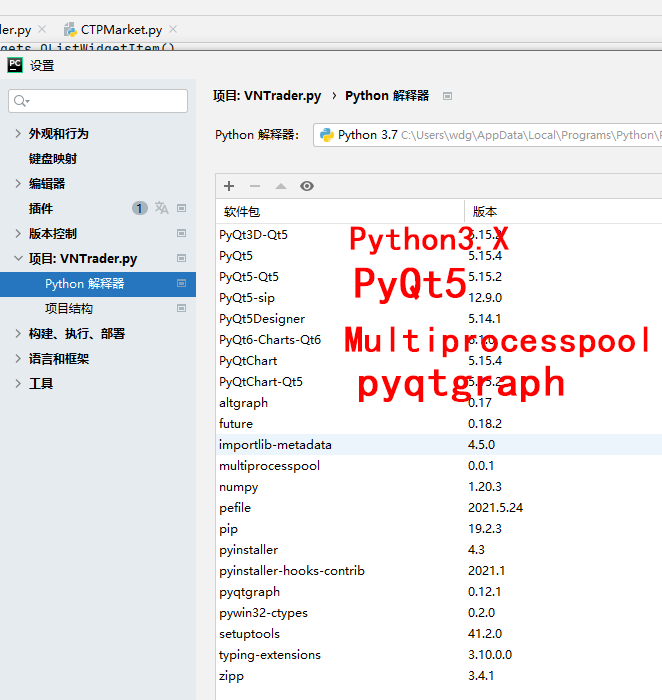 ler.py
CTPMarket.py
gets.QListWidgetItem()
PC 设置
项目: VNTrader.py › Python 解释器
外观和行为
Python 解释器: Python 3.7 C:\Users\wdg\AppData\Local\Programs\Python\P
键盘映射
编辑器
插件 1
版本控制
项目: VNTrader.py
Python 解释器
项目结构
构建、执行、部署
语言和框架
工具
软件包 版本
PyQt3D-Qt5 5.15.2
PyQt5 5.15.4
PyQt5-Qt5 5.15.2
PyQt5-sip 12.9.0
PyQt5Designer 5.14.1
PyQt6-Charts-Qt6
PyQtChart 5.15.4
PyQtChart-Qt5 5.15.2
altgraph 0.17
future 0.18.2
importlib-metadata 4.5.0
multiprocesspool 0.0.1
numpy 1.20.3
pefile 2021.5.24
pip 19.2.3
pyinstaller 4.3
pyinstaller-hooks-contrib 2021.1
pyqtgraph 0.12.1
pywin32-ctypes 0.2.0
setuptools 41.2.0
typing-extensions 3.10.0.0
zipp 3.4.1
Python3.X
PyQt5
Multiprocesspool
pyqtgraph